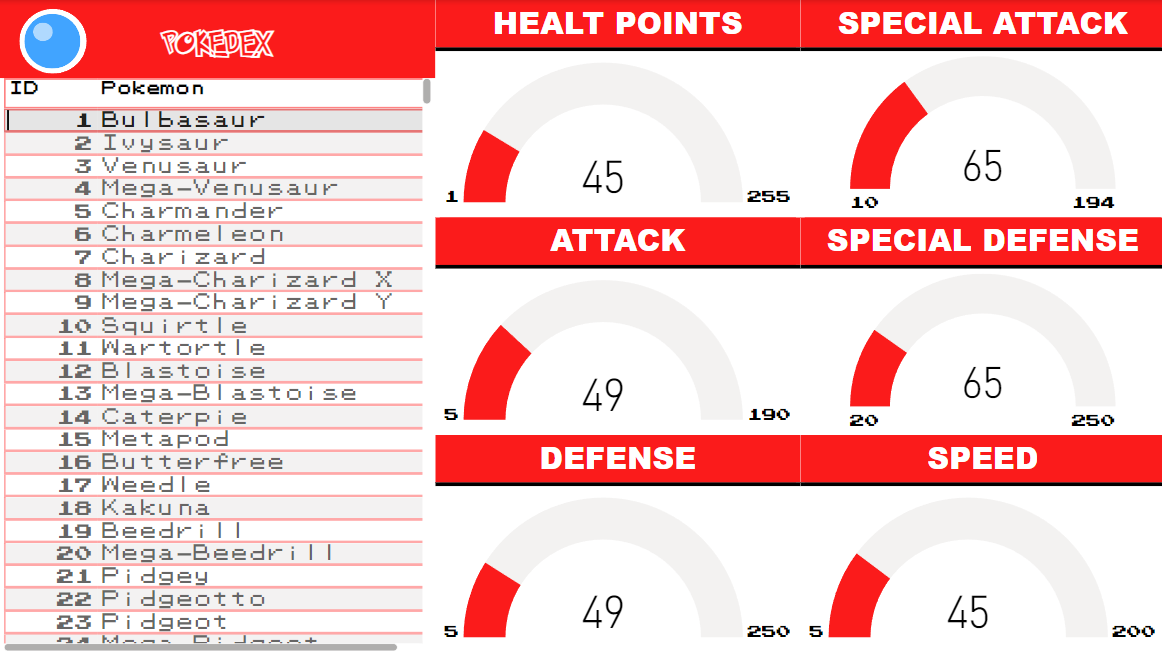 POKEDEX
ID Pokemon
1 Bulbasaur
2 Ivysaur
3 Venusaur
4 Mega-Venusaur
5 Charmander
6 Charmeleon
7 Charizard
8 Mega-Charizard X
9 Mega-Charizard Y
10 Squirtle
11 Wartortle
12 Blastoise
13 Mega-Blastoise
14 Caterpie
15 Metapod
16 Butterfree
17 Weedle
18 Kakuna
19 Beedrill
20 Mega-Beedrill
21 Pidgey
22 Pidgeotto
23 Pidgeot
24 Mega-Pidgeot
HEALT POINTS
45
1 255
SPECIAL ATTACK
65
10 194
ATTACK
49
5 190
SPECIAL DEFENSE
65
20 250
DEFENSE
49
5 250
SPEED
45
5 200